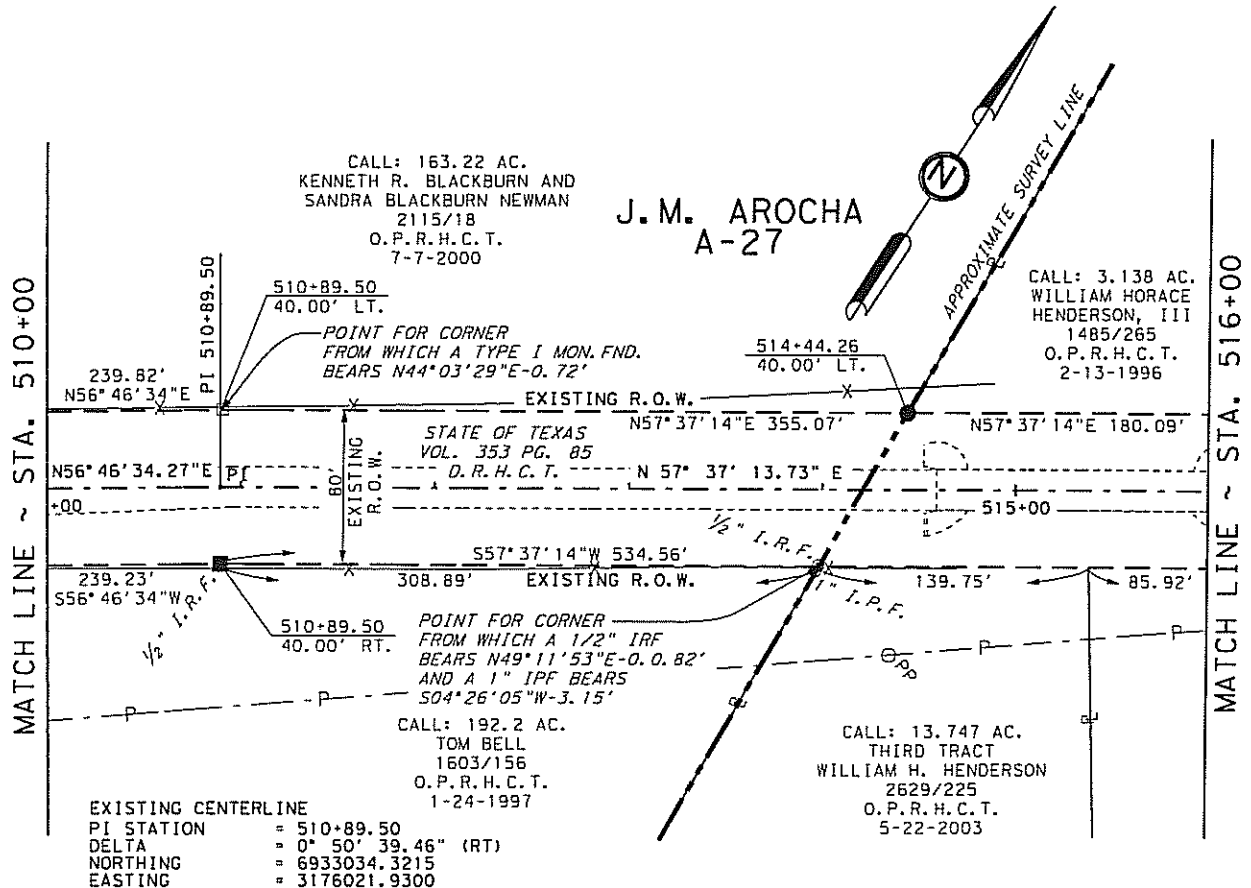 MATCH LINE ~ STA. 510+00
CALL: 163.22 AC.
KENNETH R. BLACKBURN AND
SANDRA BLACKBURN NEWMAN
2115/18
O.P.R.H.C.T.
7-7-2000
J.M. AROCHA
A-27
N
APPROXIMATE SURVEY LINE
CALL: 3.138 AC.
WILLIAM HORACE
HENDERSON, III
1485/265
O.P.R.H.C.T.
2-13-1996
MATCH LINE ~ STA. 516+00
PI 510+89.50
510+89.50
40.00' LT.
POINT FOR CORNER
FROM WHICH A TYPE I MON.FND.
BEARS N44°03'29"E-0.72'
514+44.26
40.00' LT.
239.82'
N56°46'34"E
X
X
EXISTING R.O.W.
X
N57°37'14"E 355.07'
N57°37'14"E 180.09'
STATE OF TEXAS
VOL. 353 PG. 85
D.R.H.C.T.
80'
EXISTING
R.O.W.
N56°46'34.27"E
PI
N 57° 37' 13.73" E
+00
515+00
1/2" I.R.F.
S57°37'14"W 534.56'
239.23'
S56°46'34"W
X
308.89'
X
EXISTING R.O.W.
X
139.75'
85.92'
1/2" I.R.F.
1" I.P.F.
510+89.50
40.00' RT.
POINT FOR CORNER
FROM WHICH A 1/2" IRF
BEARS N49°11'53"E-0.0.82'
AND A 1" IPF BEARS
S04°26'05"W-3.15'
P
P
P
P
PP
CALL: 192.2 AC.
TOM BELL
1603/156
O.P.R.H.C.T.
1-24-1997
CALL: 13.747 AC.
THIRD TRACT
WILLIAM H. HENDERSON
2629/225
O.P.R.H.C.T.
5-22-2003
EXISTING CENTERLINE
PI STATION = 510+89.50
DELTA = 0° 50' 39.46" (RT)
NORTHING = 6933034.3215
EASTING = 3176021.9300